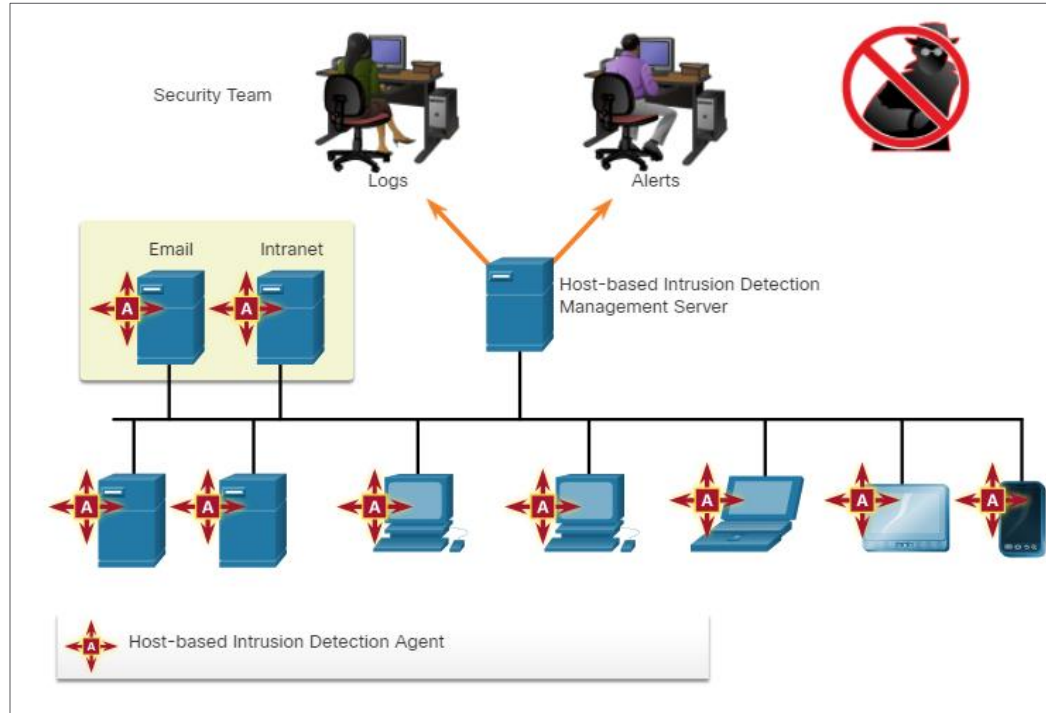 Security Team
Logs
Alerts
Email
Intranet
Host-based Intrusion Detection
Management Server
A
A
A
A
A
A
A
A
A
A
Host-based Intrusion Detection Agent